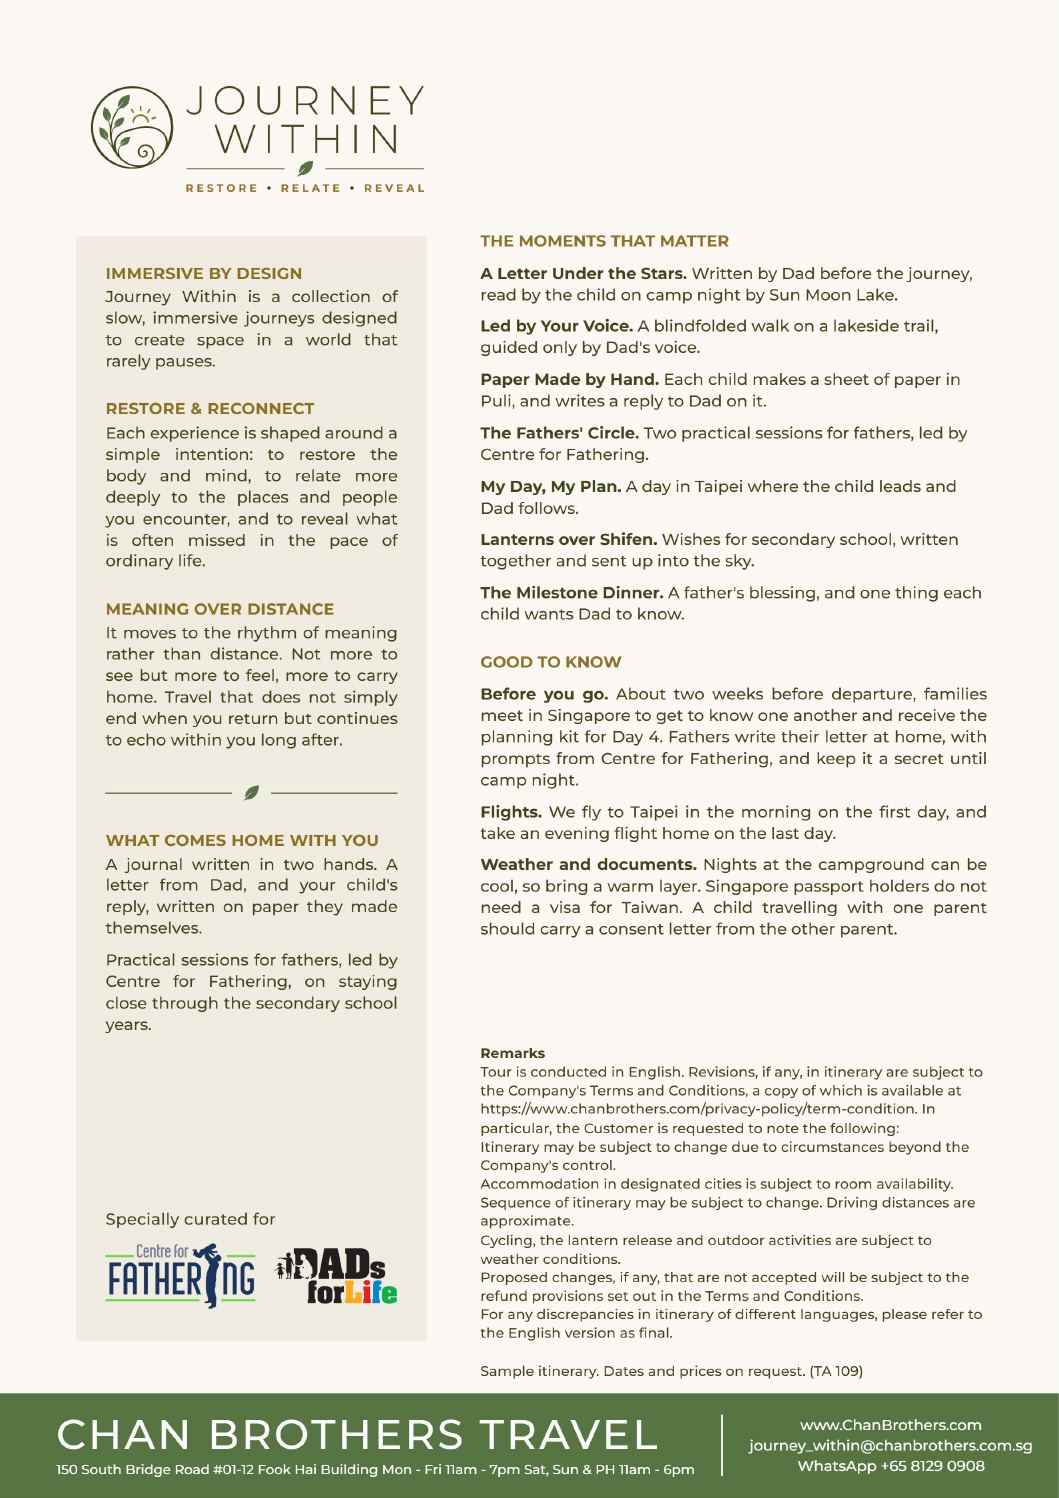 JOURNEY
WITHIN
RESTORE • RELATE • REVEAL
IMMERSIVE BY DESIGN
Journey Within is a collection of
slow, immersive journeys designed
to create space in a world that
rarely pauses.
RESTORE & RECONNECT
Each experience is shaped around a
simple intention: to restore the
body and mind, to relate more
deeply to the places and people
you encounter, and to reveal what
is often missed in the pace of
ordinary life.
MEANING OVER DISTANCE
It moves to the rhythm of meaning
rather than distance. Not more to
see but more to feel, more to carry
home. Travel that does not simply
end when you return but continues
to echo within you long after.
WHAT COMES HOME WITH YOU
A journal written in two hands. A
letter from Dad, and your child's
reply, written on paper they made
themselves.
Practical sessions for fathers, led by
Centre for Fathering, on staying
close through the secondary school
years.
Specially curated for
Centre for
FATHERING
DADs
forLife
THE MOMENTS THAT MATTER
A Letter Under the Stars. Written by Dad before the journey,
read by the child on camp night by Sun Moon Lake.
Led by Your Voice. A blindfolded walk on a lakeside trail,
guided only by Dad's voice.
Paper Made by Hand. Each child makes a sheet of paper in
Puli, and writes a reply to Dad on it.
The Fathers' Circle. Two practical sessions for fathers, led by
Centre for Fathering.
My Day, My Plan. A day in Taipei where the child leads and
Dad follows.
Lanterns over Shifen. Wishes for secondary school, written
together and sent up into the sky.
The Milestone Dinner. A father's blessing, and one thing each
child wants Dad to know.
GOOD TO KNOW
Before you go. About two weeks before departure, families
meet in Singapore to get to know one another and receive the
planning kit for Day 4. Fathers write their letter at home, with
prompts from Centre for Fathering, and keep it a secret until
camp night.
Flights. We fly to Taipei in the morning on the first day, and
take an evening flight home on the last day.
Weather and documents. Nights at the campground can be
cool, so bring a warm layer. Singapore passport holders do not
need a visa for Taiwan. A child travelling with one parent
should carry a consent letter from the other parent.
Remarks
Tour is conducted in English. Revisions, if any, in itinerary are subject to
the Company's Terms and Conditions, a copy of which is available at
https://www.chanbrothers.com/privacy-policy/term-condition. In
particular, the Customer is requested to note the following:
Itinerary may be subject to change due to circumstances beyond the
Company's control.
Accommodation in designated cities is subject to room availability.
Sequence of itinerary may be subject to change. Driving distances are
approximate.
Cycling, the lantern release and outdoor activities are subject to
weather conditions.
Proposed changes, if any, that are not accepted will be subject to the
refund provisions set out in the Terms and Conditions.
For any discrepancies in itinerary of different languages, please refer to
the English version as final.
Sample itinerary. Dates and prices on request. (TA 109)
CHAN BROTHERS TRAVEL
150 South Bridge Road #01-12 Fook Hai Building Mon - Fri 11am - 7pm Sat, Sun & PH 11am - 6pm
www.ChanBrothers.com
journey_within@chanbrothers.com.sg
WhatsApp +65 8129 0908